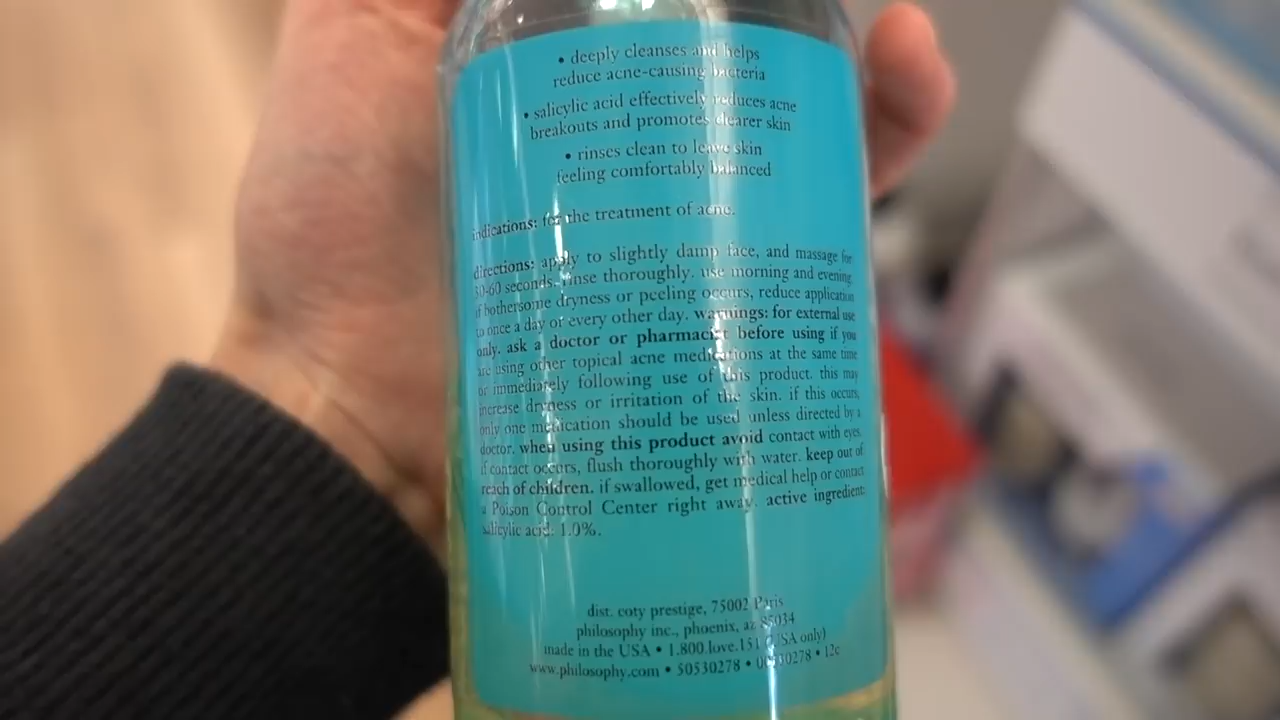 • deeply cleanses and helps
reduce acne-causing bacteria
• salicylic acid effectively reduces acne
breakouts and promotes clearer skin
• rinses clean to leave skin
feeling comfortably balanced
indications: for the treatment of acne.
directions: apply to slightly damp face, and massage for
30-60 seconds. rinse thoroughly. use morning and evening.
if bothersome dryness or peeling occurs, reduce application
to once a day or every other day. warnings: for external use
only. ask a doctor or pharmacist before using if you
are using other topical acne medications at the same time
or immediately following use of this product. this may
increase dryness or irritation of the skin. if this occurs,
only one medication should be used unless directed by a
doctor. when using this product avoid contact with eyes.
if contact occurs, flush thoroughly with water. keep out of
reach of children. if swallowed, get medical help or contact
a Poison Control Center right away. active ingredient:
salicylic acid: 1.0%.
dist. coty prestige, 75002 Paris
philosophy inc., phoenix, az 85034
made in the USA • 1.800.love.151 (USA only)
www.philosophy.com • 50530278 • 00530278 • 12c